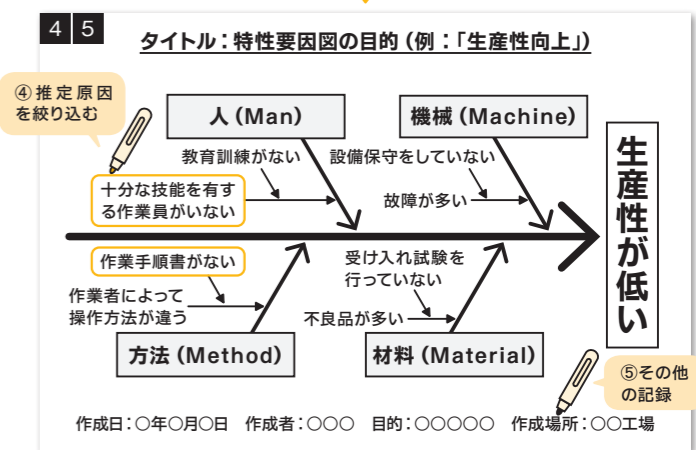 4 5
タイトル：特性要因図の目的（例：「生産性向上」）
④推定原因
を絞り込む
人（Man）
機械（Machine）
教育訓練がない
設備保守をしていない
十分な技能を有す
る作業員がいない
故障が多い
生産性が低い
作業手順書がない
受け入れ試験を
行っていない
作業者によって
操作方法が違う
不良品が多い
方法（Method）
材料（Material）
⑤その他
の記録
作成日：○年○月○日　作成者：○○○　目的：○○○○○　作成場所：○○工場